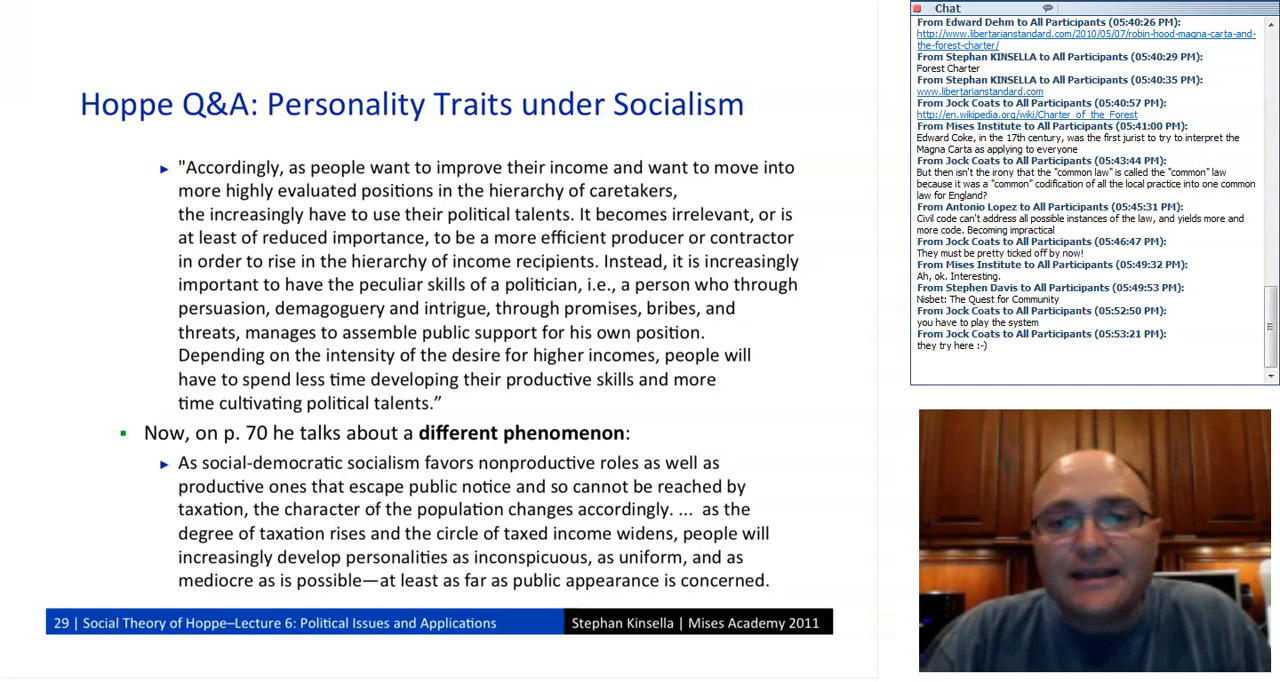 Hoppe Q&A: Personality Traits under Socialism
► "Accordingly, as people want to improve their income and want to move into
more highly evaluated positions in the hierarchy of caretakers,
the increasingly have to use their political talents. It becomes irrelevant, or is
at least of reduced importance, to be a more efficient producer or contractor
in order to rise in the hierarchy of income recipients. Instead, it is increasingly
important to have the peculiar skills of a politician, i.e., a person who through
persuasion, demagoguery and intrigue, through promises, bribes, and
threats, manages to assemble public support for his own position.
Depending on the intensity of the desire for higher incomes, people will
have to spend less time developing their productive skills and more
time cultivating political talents.”
▪ Now, on p. 70 he talks about a different phenomenon:
► As social-democratic socialism favors nonproductive roles as well as
productive ones that escape public notice and so cannot be reached by
taxation, the character of the population changes accordingly. ... as the
degree of taxation rises and the circle of taxed income widens, people will
increasingly develop personalities as inconspicuous, as uniform, and as
mediocre as is possible—at least as far as public appearance is concerned.
29 | Social Theory of Hoppe–Lecture 6: Political Issues and Applications
Stephan Kinsella | Mises Academy 2011
Chat
From Edward Dehm to All Participants (05:40:26 PM):
http://www.libertarianstandard.com/2010/05/07/robin-hood-magna-carta-and-
the-forest-charter/
From Stephan KINSELLA to All Participants (05:40:29 PM):
Forest Charter
From Stephan KINSELLA to All Participants (05:40:35 PM):
www.libertarianstandard.com
From Jock Coats to All Participants (05:40:57 PM):
http://en.wikipedia.org/wiki/Charter_of_the_Forest
From Mises Institute to All Participants (05:41:00 PM):
Edward Coke, in the 17th century, was the first jurist to try to interpret the
Magna Carta as applying to everyone
From Jock Coats to All Participants (05:43:44 PM):
But then isn't the irony that the "common law" is called the "common" law
because it was a "common" codification of all the local practice into one common
law for England?
From Antonio Lopez to All Participants (05:45:31 PM):
Civil code can't address all possible instances of the law, and yields more and
more code. Becoming impractical
From Jock Coats to All Participants (05:46:47 PM):
They must be pretty ticked off by now!
From Mises Institute to All Participants (05:49:32 PM):
Ah, ok. Interesting.
From Stephen Davis to All Participants (05:49:53 PM):
Nisbet: The Quest for Community
From Jock Coats to All Participants (05:52:50 PM):
you have to play the system
From Jock Coats to All Participants (05:53:21 PM):
they try here :-)